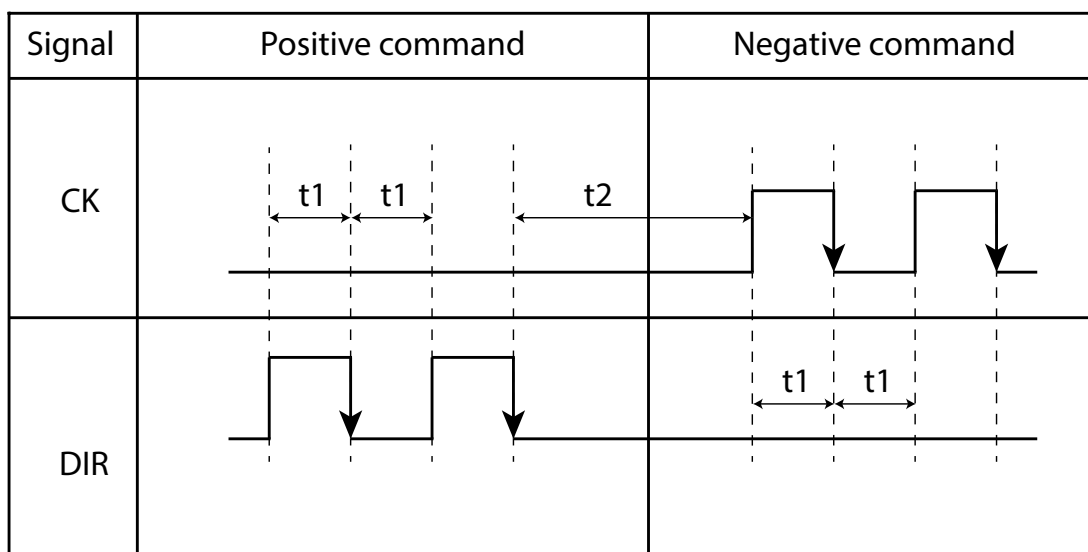 Signal Positive command Negative command
CK t1 t1 t2
DIR t1 t1